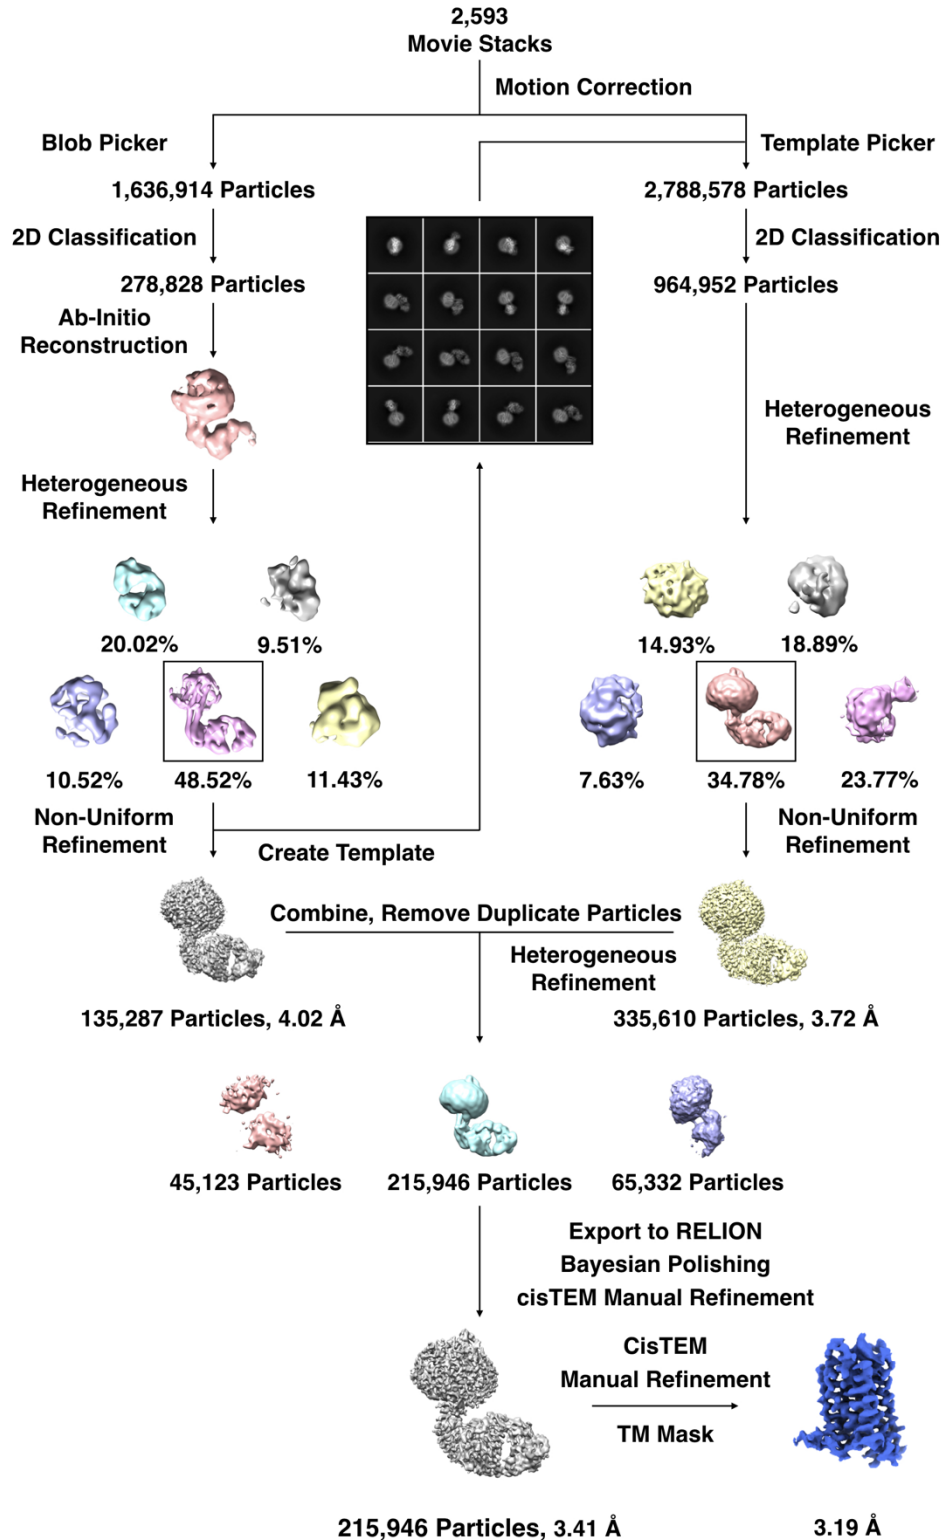 2,593
Movie Stacks
Motion Correction
Blob Picker
Template Picker
1,636,914 Particles
2,788,578 Particles
2D Classification
2D Classification
278,828 Particles
964,952 Particles
Ab-Initio
Reconstruction
Heterogeneous
Refinement
Heterogeneous
Refinement
20.02%
9.51%
14.93%
18.89%
10.52%
48.52%
11.43%
7.63%
34.78%
23.77%
Non-Uniform
Refinement
Non-Uniform
Refinement
Create Template
Combine, Remove Duplicate Particles
Heterogeneous
Refinement
135,287 Particles, 4.02 Å
335,610 Particles, 3.72 Å
45,123 Particles
215,946 Particles
65,332 Particles
Export to RELION
Bayesian Polishing
cisTEM Manual Refinement
CisTEM
Manual Refinement
TM Mask
215,946 Particles, 3.41 Å
3.19 Å